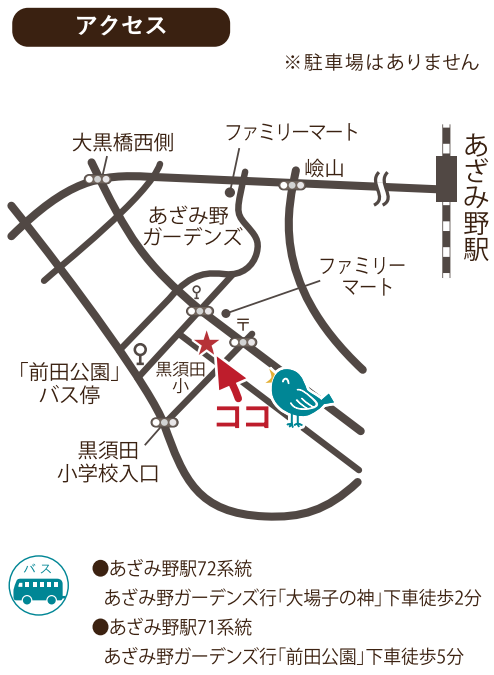 アクセス
※駐車場はありません
大黒橋西側
ファミリーマート
嶮山
あざみ野駅
あざみ野
ガーデンズ
ファミリー
マート
〒
「前田公園」
バス停
黒須田
小
ココ
黒須田
小学校入口
バス
●あざみ野駅72系統
あざみ野ガーデンズ行「大場子の神」下車徒歩2分
●あざみ野駅71系統
あざみ野ガーデンズ行「前田公園」下車徒歩5分